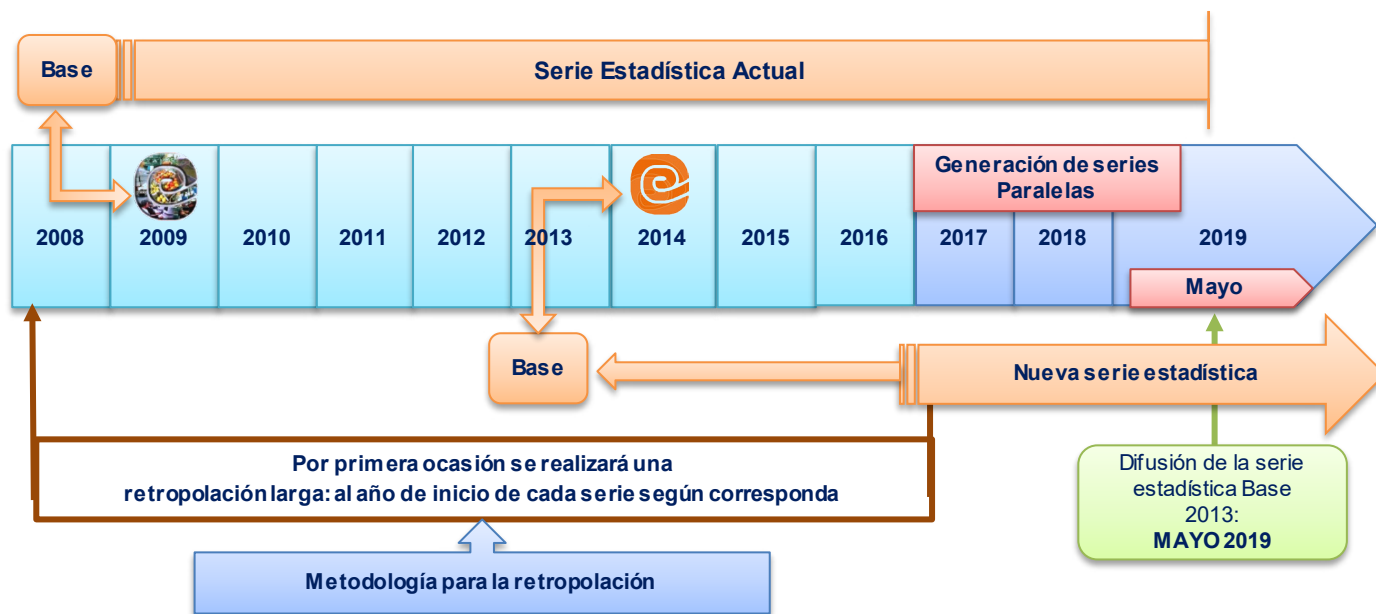 Base
Serie Estadística Actual
Generación de series
Paralelas
2008
2009
2010
2011
2012
2013
2014
2015
2016
2017
2018
2019
Mayo
Base
Nueva serie estadística
Por primera ocasión se realizará una
retropolación larga: al año de inicio de cada serie según corresponda
Difusión de la serie
estadística Base
2013:
MAYO 2019
Metodología para la retropolación